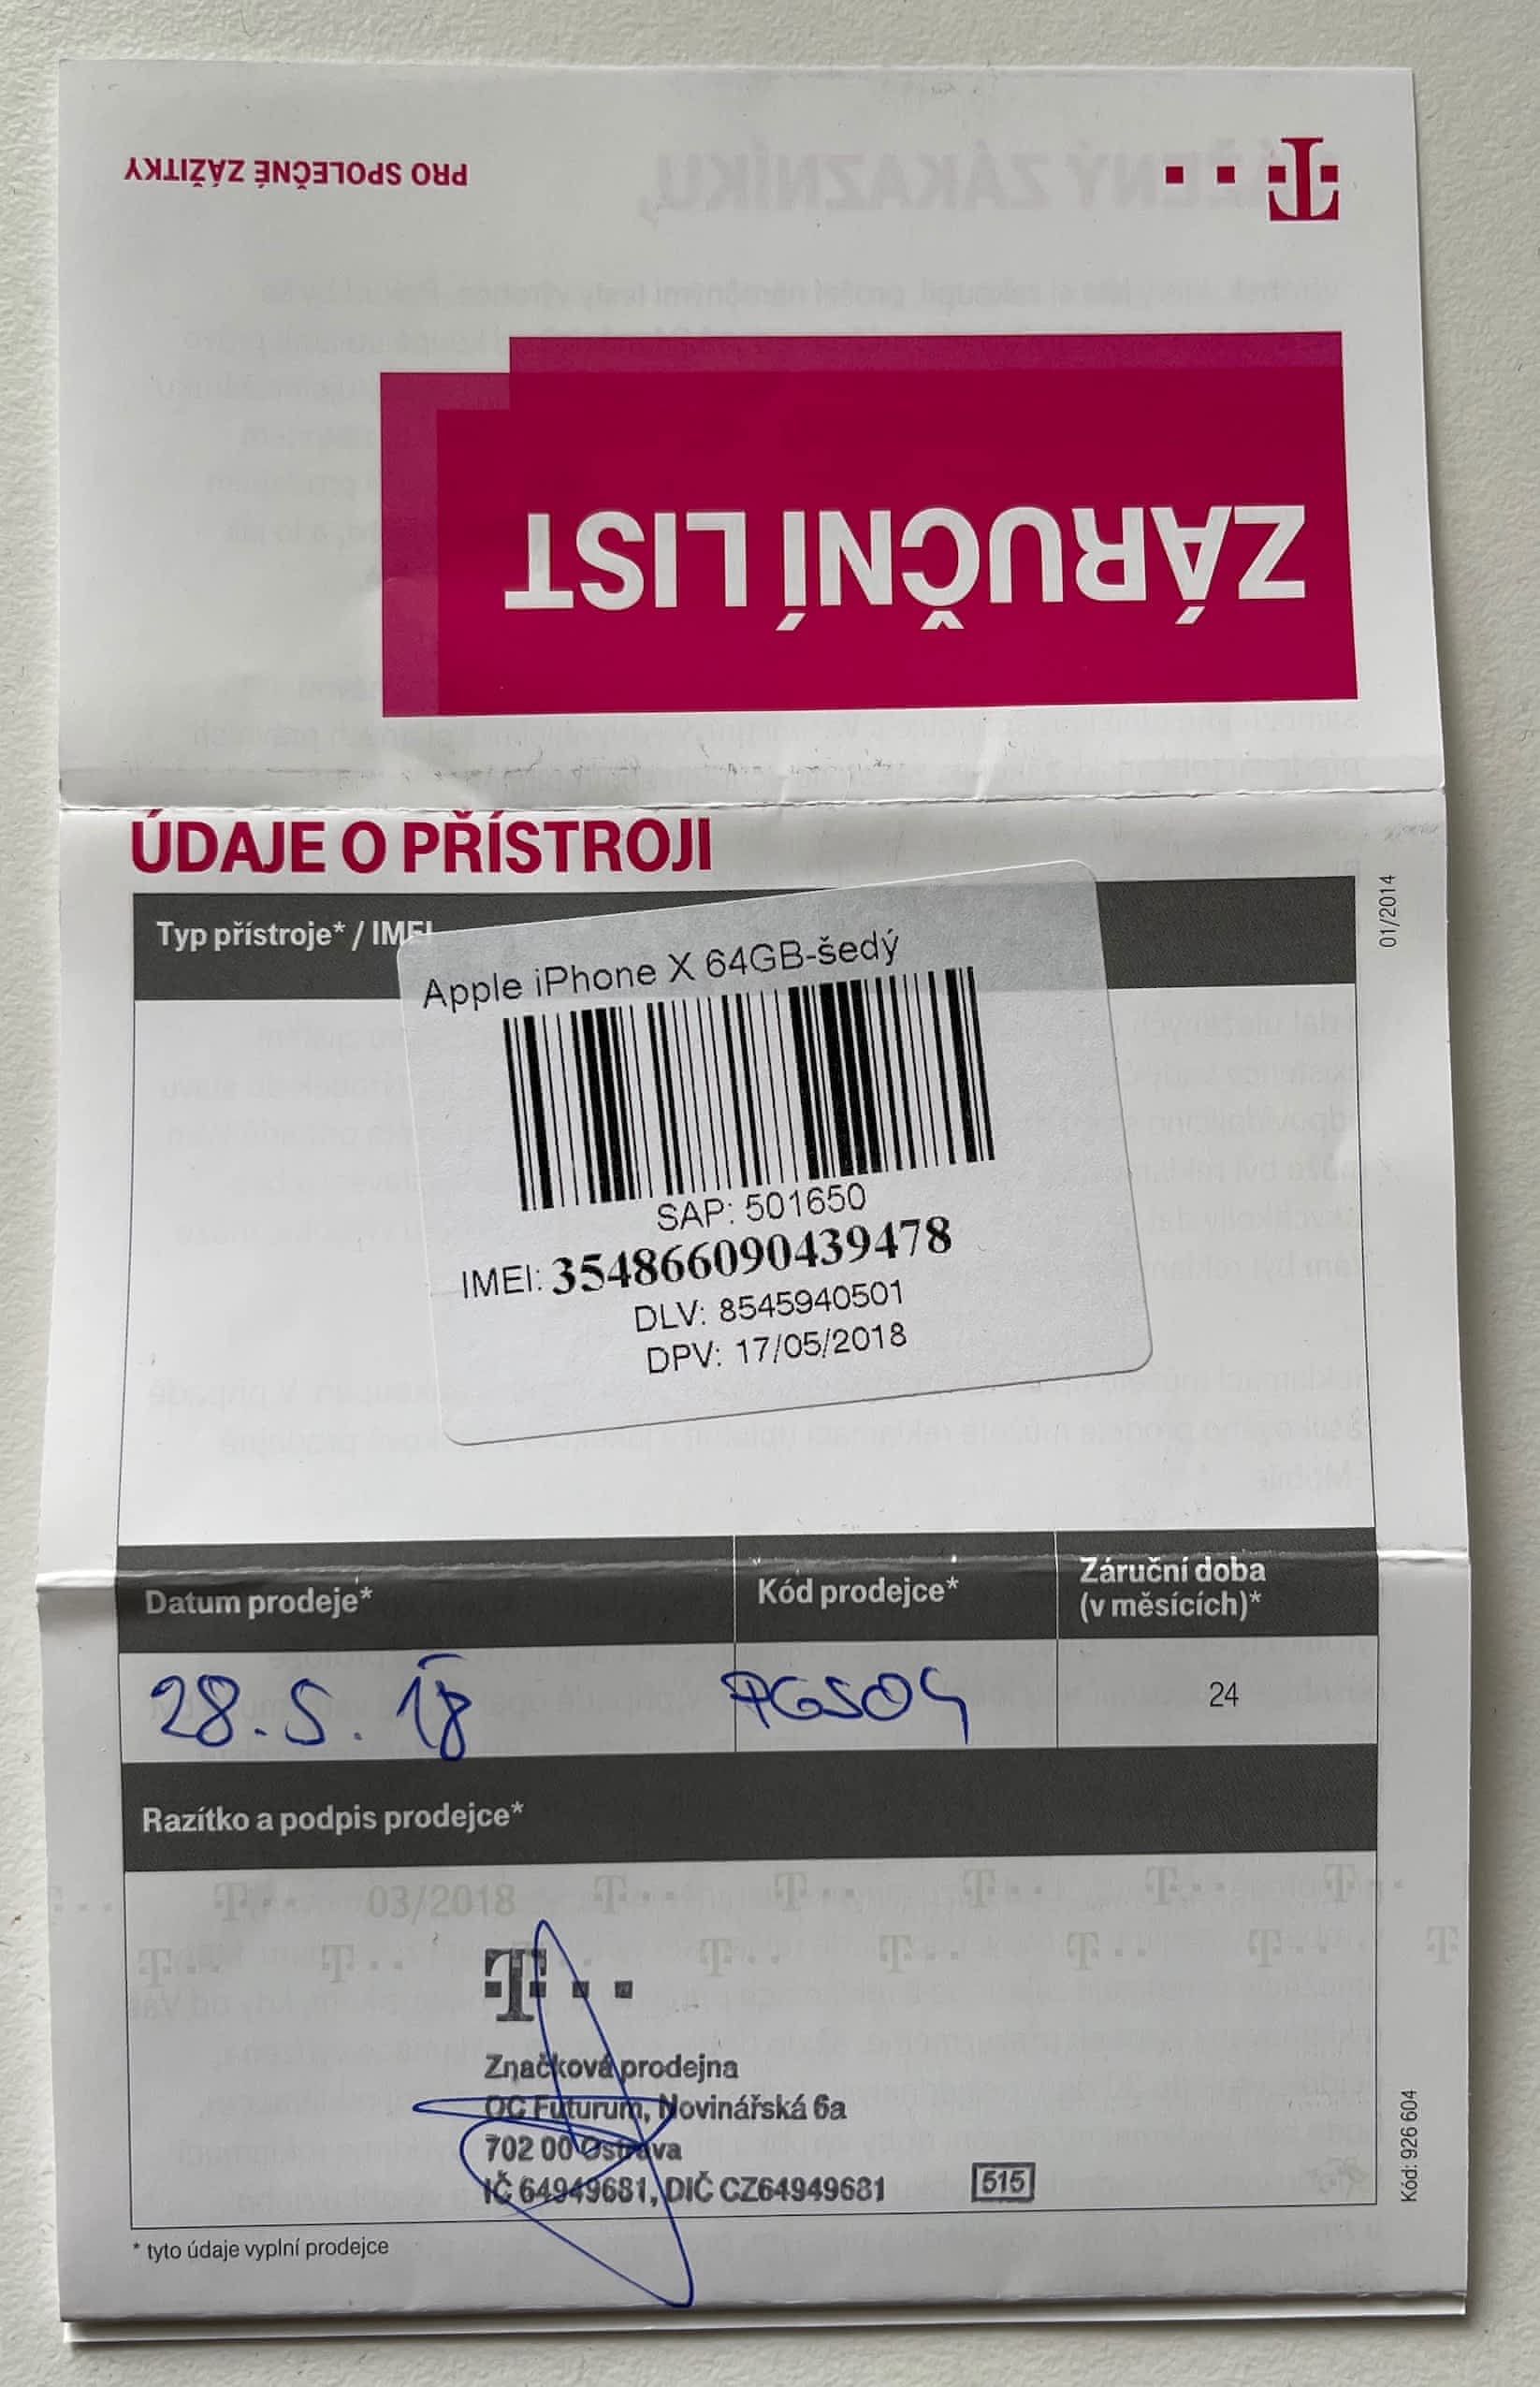 PRO SPOLEČNÉ ZÁŽITKY
ZÁRUČNÍ LIST
ÚDAJE O PŘÍSTROJI
01/2014
Typ přístroje* / IMEI
Apple iPhone X 64GB-šedý
SAP: 501650
IMEI: 354866090439478
DLV: 8545940501
DPV: 17/05/2018
Datum prodeje* Kód prodejce* Záruční doba
(v měsících)*
28.5.18 24
Razítko a podpis prodejce*
03/2018
T
Značková prodejna
OC Futurum, Novinářská 6a
702 00 Ostrava
IČ 64949681, DIČ CZ64949681 515
Kód: 926 604
* tyto údaje vyplní prodejce